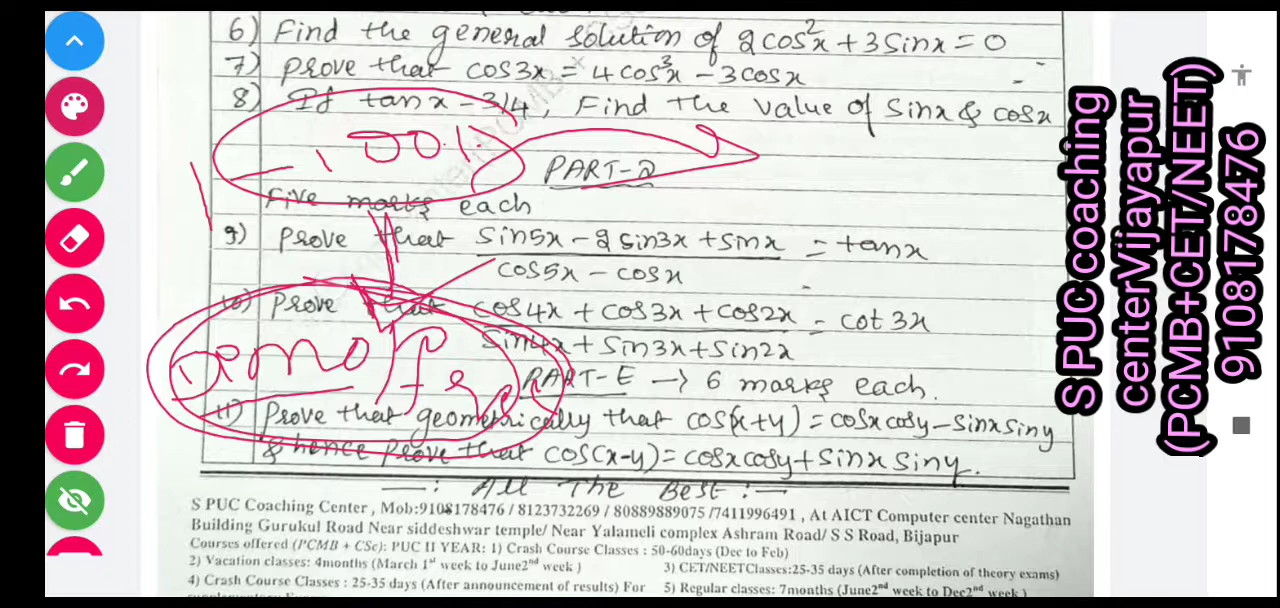 6) Find the general solution of 2cos²x + 3sinx = 0
7) prove that cos3x = 4cos³x - 3cosx
8) If tanx - 3/4, Find the value of sinx & cosx
100%
PART-2
Five marks each
9) prove that sin5x - 2sin3x + sinx / cos5x - cosx = tanx
10) prove that cos4x + cos3x + cos2x / sin4x + sin3x + sin2x = cot 3x
Demo
PART-E → 6 marks each.
11) prove that geometrically that cos(x+y) = cosxcosy - sinxsiny
& hence prove that cos(x-y) = cosxcosy + sinx siny.
—: All The Best :—
S PUC Coaching Center , Mob:9108178476 / 8123732269 / 80889889075 /7411996491 , At AICT Computer center Nagathan
Building Gurukul Road Near siddeshwar temple/ Near Yalameli complex Ashram Road/ S S Road, Bijapur
Courses offered (PCMB + CSc): PUC II YEAR: 1) Crash Course Classes : 50-60days (Dec to Feb)
2) Vacation classes: 4months (March 1st week to June2nd week ) 3) CET/NEETClasses:25-35 days (After completion of theory exams)
4) Crash Course Classes : 25-35 days (After announcement of results) For 5) Regular classes: 7months (June2nd week to Dec2nd week )
S PUC coaching
centerVijayapur
(PCMB+CET/NEET)
9108178476